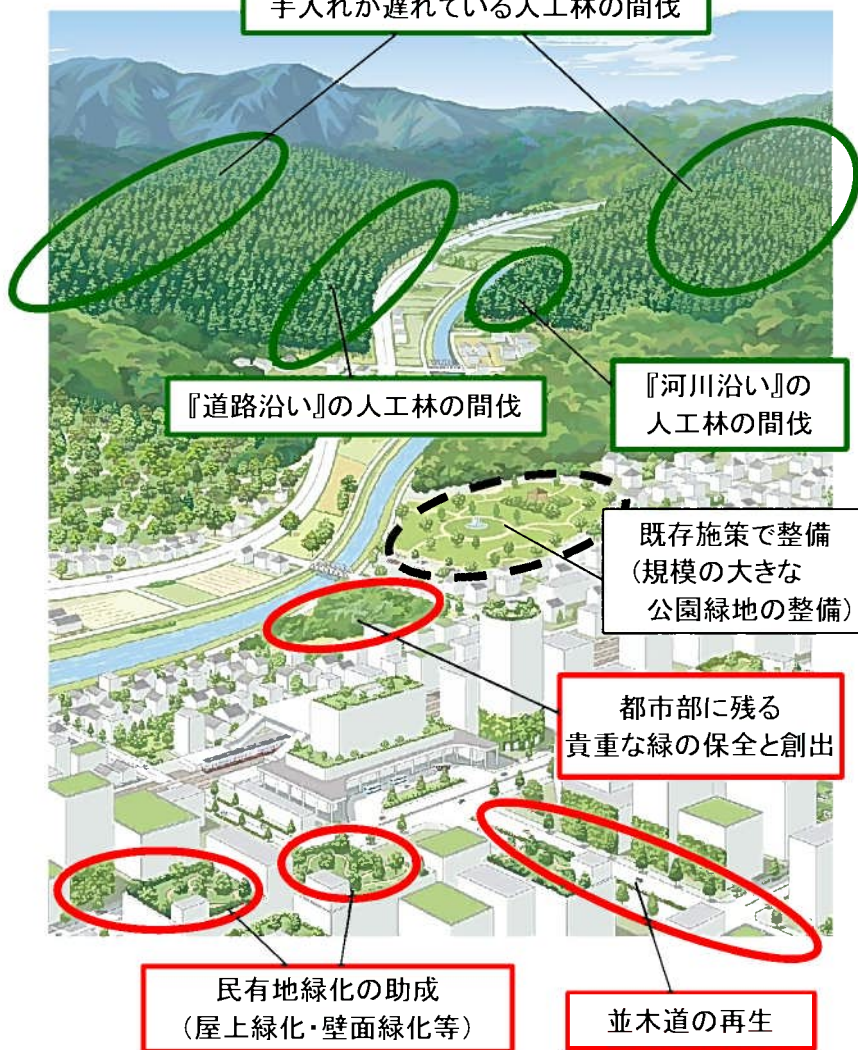 手入れが遅れている人工林の間伐
『道路沿い』の人工林の間伐
『河川沿い』の
人工林の間伐
既存施策で整備
(規模の大きな
公園緑地の整備)
都市部に残る
貴重な緑の保全と創出
民有地緑化の助成
(屋上緑化・壁面緑化等)
並木道の再生